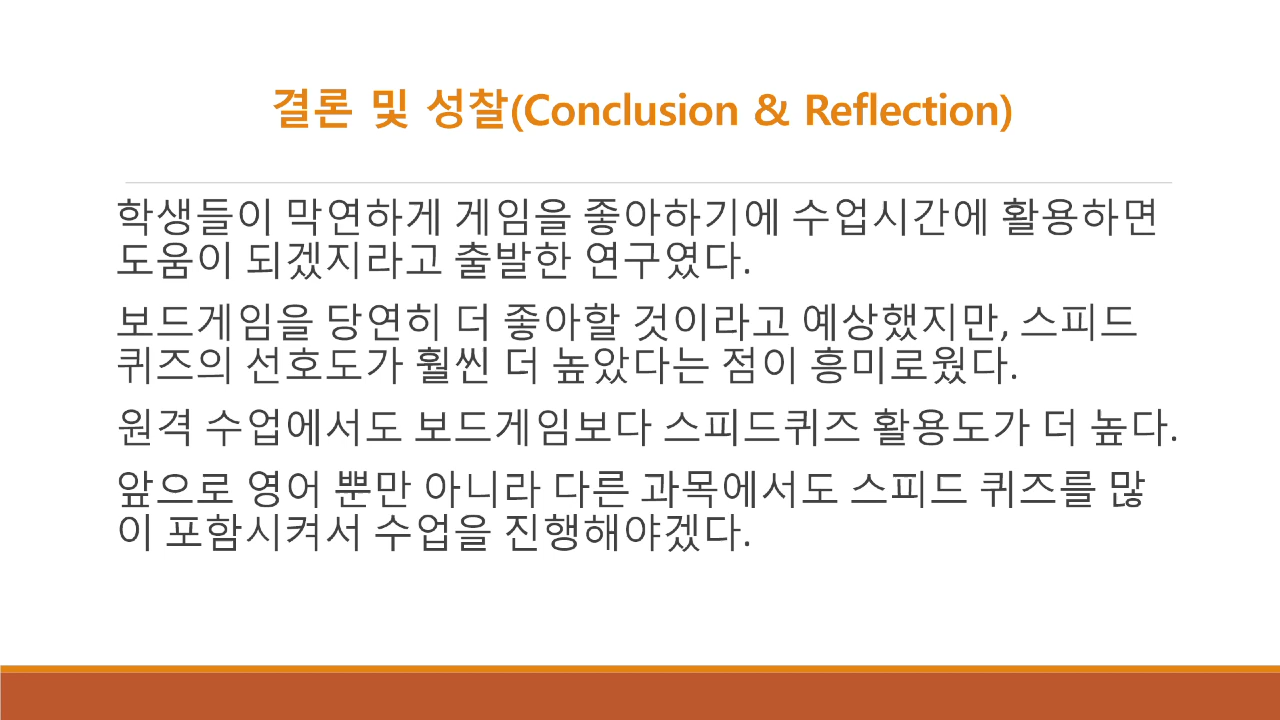 결론 및 성찰(Conclusion & Reflection)
학생들이 막연하게 게임을 좋아하기에 수업시간에 활용하면
도움이 되겠지라고 출발한 연구였다.
보드게임을 당연히 더 좋아할 것이라고 예상했지만, 스피드
퀴즈의 선호도가 훨씬 더 높았다는 점이 흥미로웠다.
원격 수업에서도 보드게임보다 스피드퀴즈 활용도가 더 높다.
앞으로 영어 뿐만 아니라 다른 과목에서도 스피드 퀴즈를 많
이 포함시켜서 수업을 진행해야겠다.